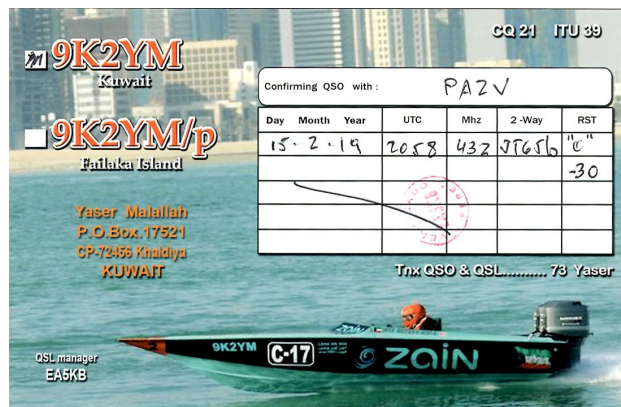 CQ 21 ITU 39
9K2YM
Kuwait
9K2YM/p
Failaka Island
Confirming QSO with : PA2V
Day Month Year UTC Mhz 2 -Way RST
15 · 2 · 19 2058 432 JT65b "O"
-30
Yaser Malallah
P.O.Box.17521
CP-72456 Khaldiya
KUWAIT
Tnx QSO & QSL.......... 73 Yaser
9K2YM C-17 zain
QSL manager
EA5KB